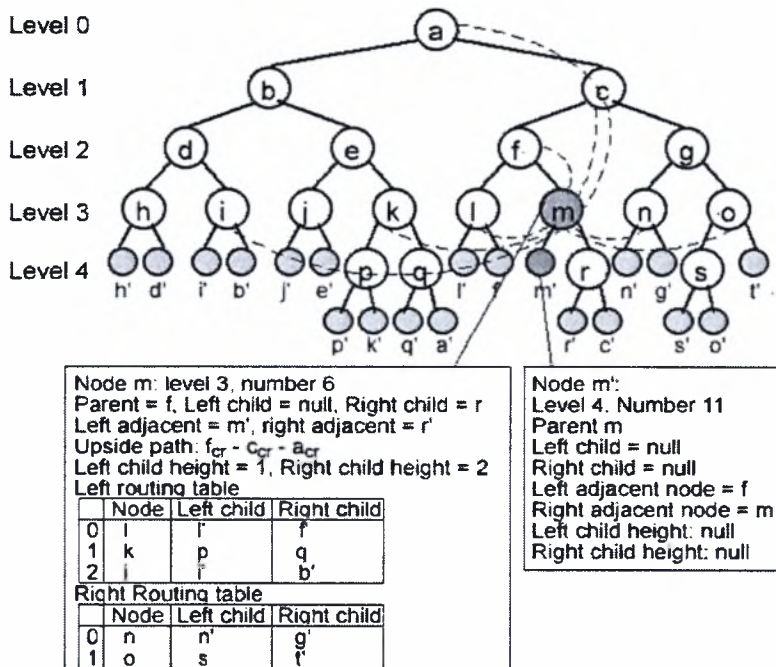 Level 0
a
Level 1
b
c
Level 2
d
e
f
g
Level 3
h
i
j
k
l
m
n
o
Level 4
p
q
r
s
h' d' i' b' j' e' l' m' n' g' t'
p' k' q' a' r' c' s' o'
Node m: level 3, number 6
Parent = f, Left child = null, Right child = r
Left adjacent = m', right adjacent = r'
Upside path: fcr - ccr - acr
Left child height = 1, Right child height = 2
Left routing table
Node Left child Right child
0 l l' f'
1 k p q
2 i i' b'
Right Routing table
Node Left child Right child
0 n n' g'
1 o s t'
Node m':
Level 4. Number 11
Parent m
Left child = null
Right child = null
Left adjacent node = f
Right adjacent node = m
Left child height: null
Right child height: null